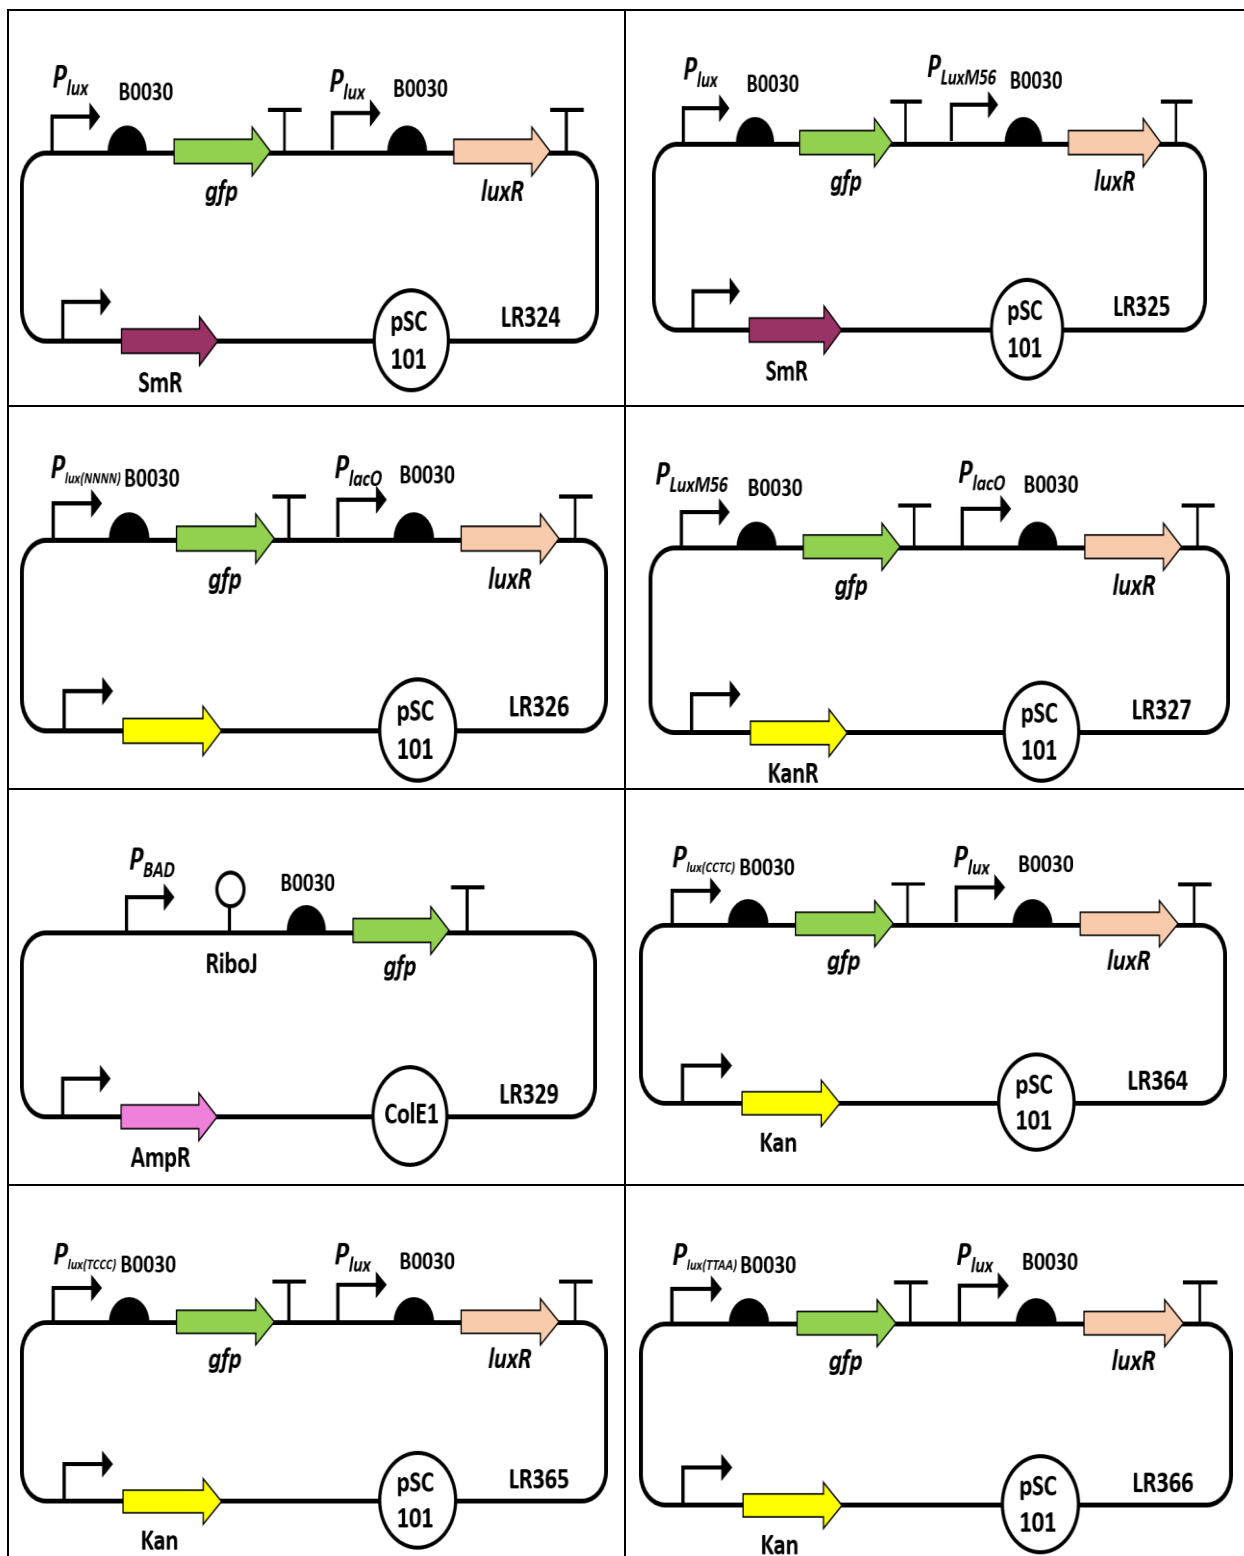 P_lux B0030 P_lux B0030
gfp luxR
SmR pSC 101 LR324
P_lux B0030 P_LuxM56 B0030
gfp luxR
SmR pSC 101 LR325
P_lux(NNNN) B0030 P_lacO B0030
gfp luxR
pSC 101 LR326
P_LuxM56 B0030 P_lacO B0030
gfp luxR
KanR pSC 101 LR327
P_BAD B0030
RiboJ gfp
AmpR ColE1 LR329
P_lux(CCTC) B0030 P_lux B0030
gfp luxR
Kan pSC 101 LR364
P_lux(TCCC) B0030 P_lux B0030
gfp luxR
Kan pSC 101 LR365
P_lux(TTAA) B0030 P_lux B0030
gfp luxR
Kan pSC 101 LR366